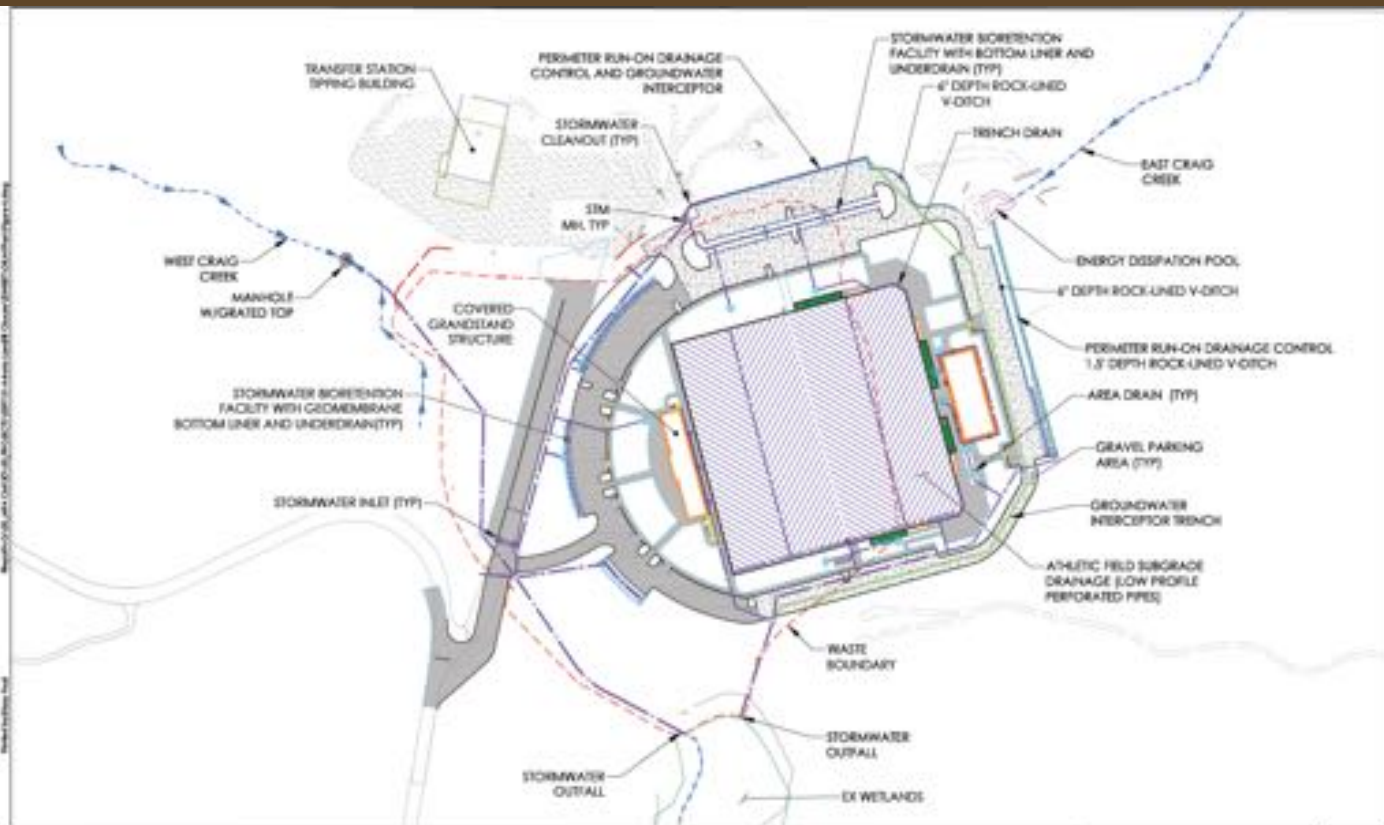 STORMWATER BIORETENTION
FACILITY WITH BOTTOM LINER AND
UNDERDRAIN (TYP)
PERIMETER RUN-ON DRAINAGE
CONTROL AND GROUNDWATER
INTERCEPTOR
TRANSFER STATION
TIPPING BUILDING
6" DEPTH ROCK-LINED
V-DITCH
STORMWATER
CLEANOUT (TYP)
TRENCH DRAIN
EAST CRAIG
CREEK
STM
MH, TYP
WEST CRAIG
CREEK
ENERGY DISSIPATION POOL
MANHOLE
W/GRATED TOP
6" DEPTH ROCK-LINED V-DITCH
COVERED
GRANDSTAND
STRUCTURE
PERIMETER RUN-ON DRAINAGE CONTROL
1.5' DEPTH ROCK-LINED V-DITCH
STORMWATER BIORETENTION
FACILITY WITH GEOMEMBRANE
BOTTOM LINER AND UNDERDRAIN(TYP)
AREA DRAIN (TYP)
GRAVEL PARKING
AREA (TYP)
STORMWATER INLET (TYP)
GROUNDWATER
INTERCEPTOR TRENCH
ATHLETIC FIELD SUBGRADE
DRAINAGE (LOW PROFILE
PERFORATED PIPES)
WASTE
BOUNDARY
STORMWATER
OUTFALL
STORMWATER
OUTFALL
EX WETLANDS